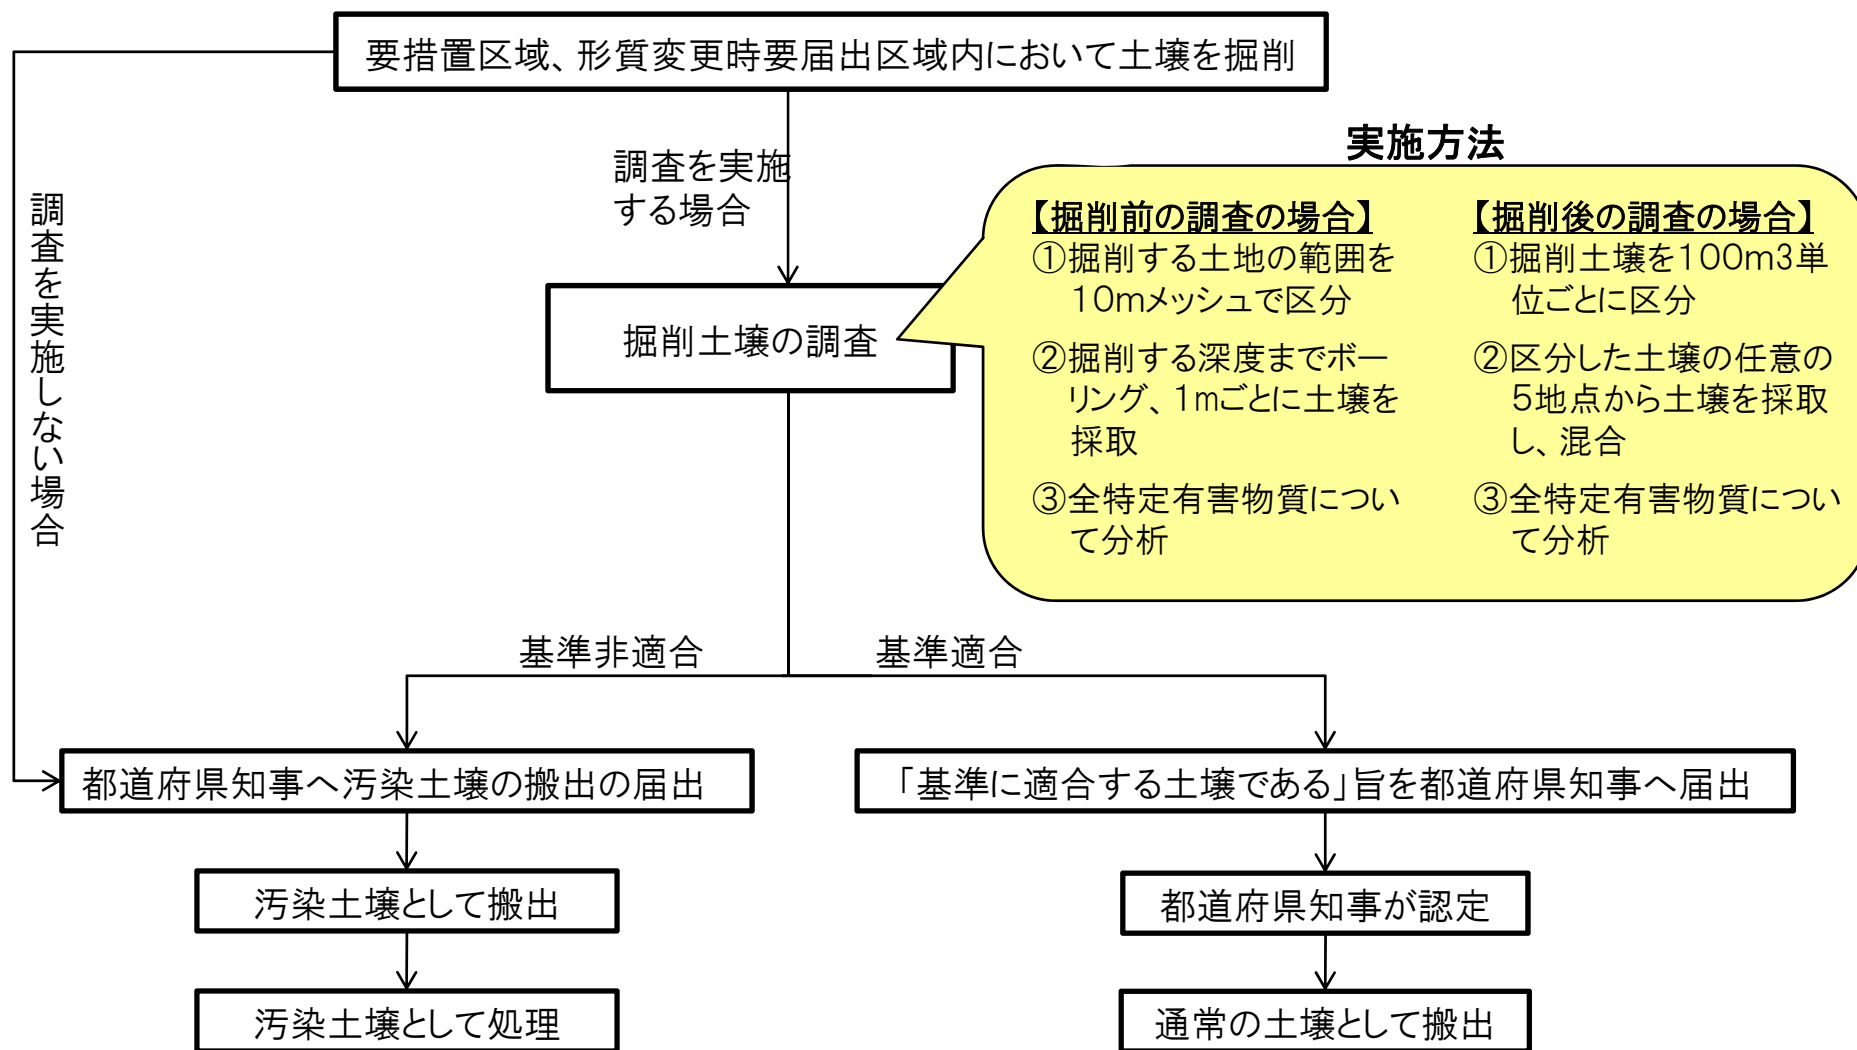 要措置区域、形質変更時要届出区域内において土壌を掘削
調査を実施しない場合
調査を実施
する場合
実施方法
【掘削前の調査の場合】
①掘削する土地の範囲を
10mメッシュで区分
②掘削する深度までボー
リング、1mごとに土壌を
採取
③全特定有害物質につい
て分析
【掘削後の調査の場合】
①掘削土壌を100m3単
位ごとに区分
②区分した土壌の任意の
5地点から土壌を採取
し、混合
③全特定有害物質につい
て分析
掘削土壌の調査
基準非適合
基準適合
都道府県知事へ汚染土壌の搬出の届出
「基準に適合する土壌である」旨を都道府県知事へ届出
汚染土壌として搬出
都道府県知事が認定
汚染土壌として処理
通常の土壌として搬出